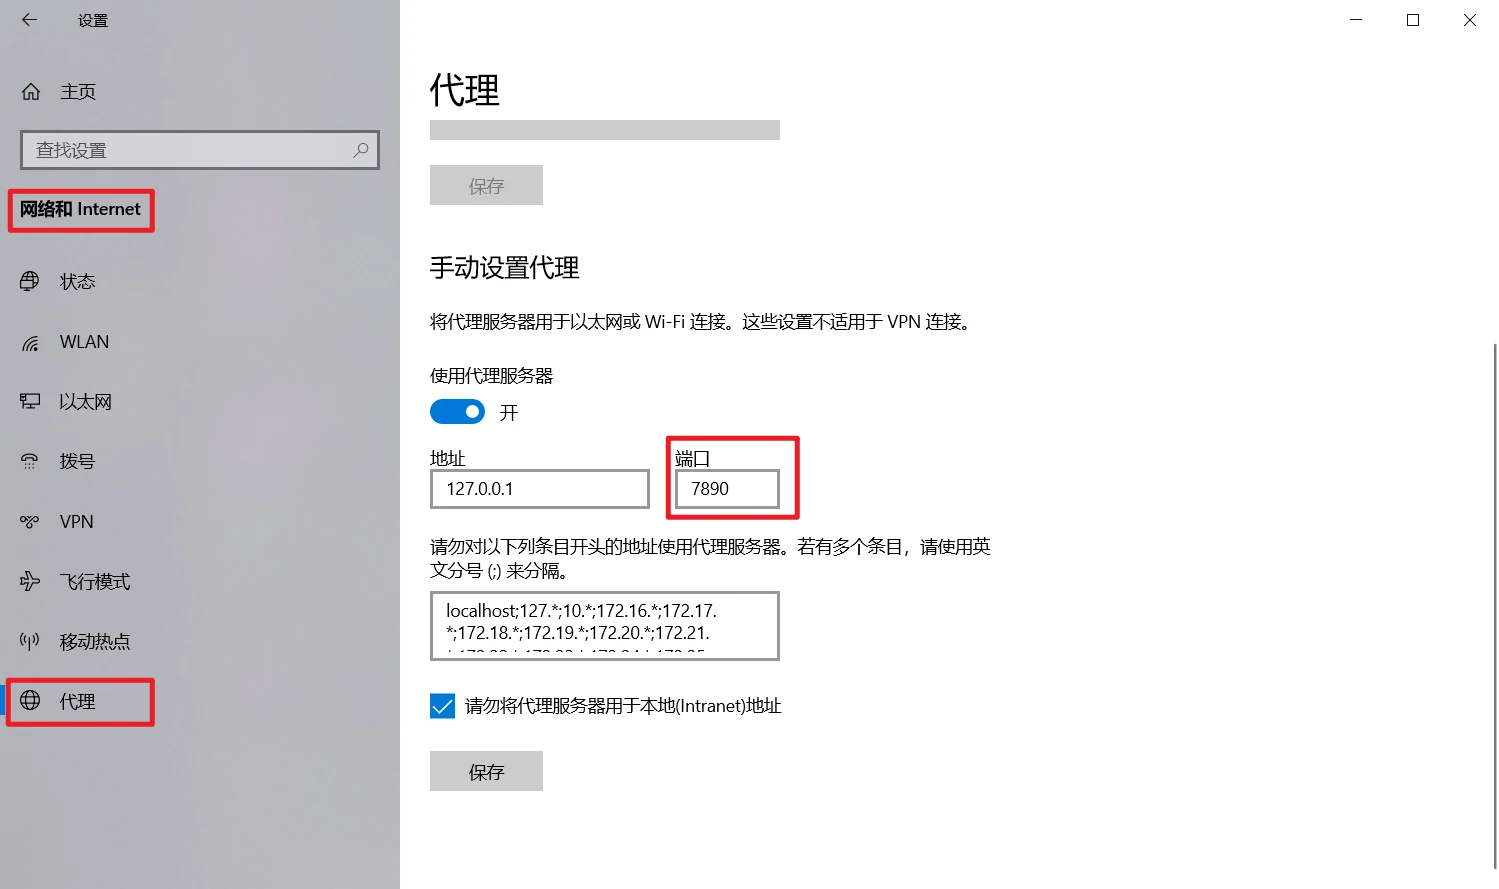 设置
主页
查找设置
网络和 Internet
状态
WLAN
以太网
拨号
VPN
飞行模式
移动热点
代理
代理
保存
手动设置代理
将代理服务器用于以太网或 Wi-Fi 连接。这些设置不适用于 VPN 连接。
使用代理服务器
开
地址
端口
127.0.0.1
7890
请勿对以下列条目开头的地址使用代理服务器。若有多个条目，请使用英
文分号 (;) 来分隔。
localhost;127.*;10.*;172.16.*;172.17.
*;172.18.*;172.19.*;172.20.*;172.21.
请勿将代理服务器用于本地(Intranet)地址
保存